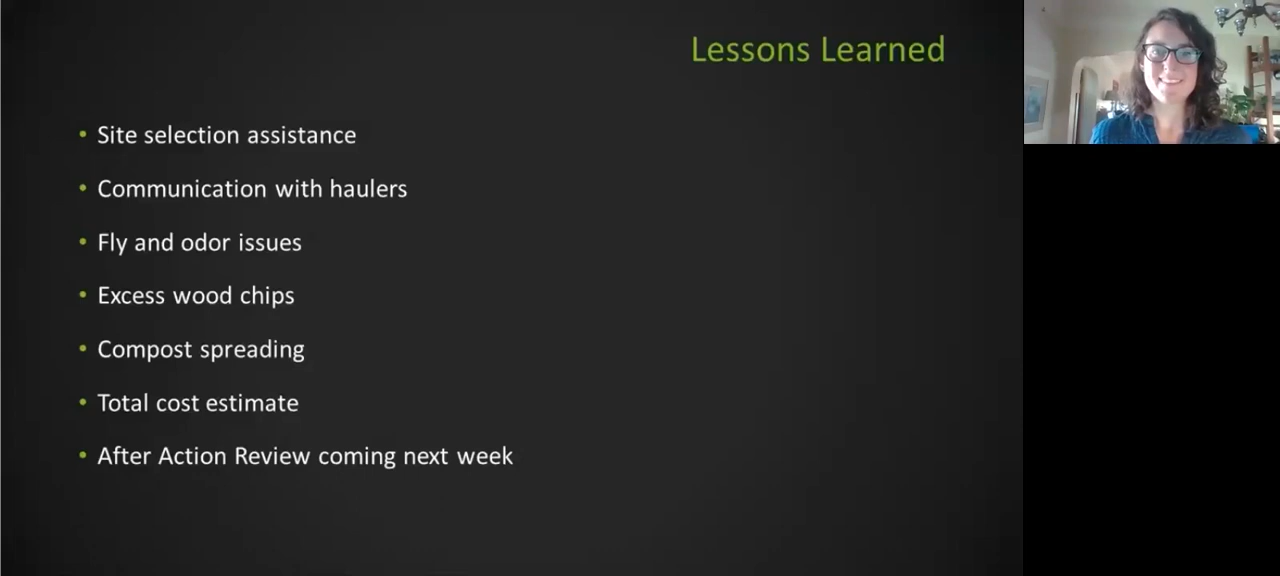 Lessons Learned
• Site selection assistance
• Communication with haulers
• Fly and odor issues
• Excess wood chips
• Compost spreading
• Total cost estimate
• After Action Review coming next week